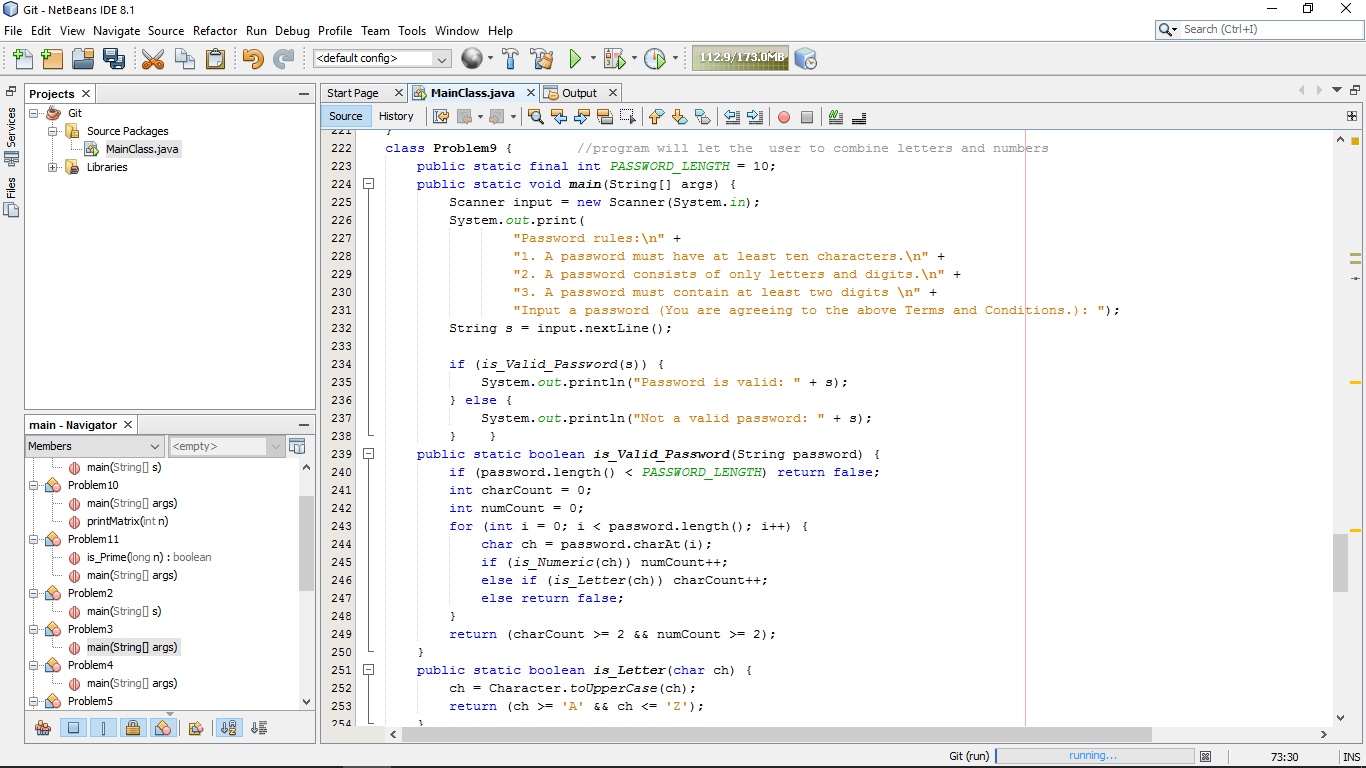 Git - NetBeans IDE 8.1
File Edit View Navigate Source Refactor Run Debug Profile Team Tools Window Help
Search (Ctrl+I)
<default config>
112.9/173.0MB
Services
Files
Projects
Git
Source Packages
MainClass.java
Libraries
main - Navigator
Members
<empty>
main(String[] s)
Problem10
main(String[] args)
printMatrix(int n)
Problem11
is_Prime(long n) : boolean
main(String[] args)
Problem2
main(String[] s)
Problem3
main(String[] args)
Problem4
main(String[] args)
Problem5
Start Page MainClass.java Output
Source History
221 }
222 class Problem9 { //program will let the  user to combine letters and numbers
223 public static final int PASSWORD_LENGTH = 10;
224 public static void main(String[] args) {
225 Scanner input = new Scanner(System.in);
226 System.out.print(
227 "Password rules:\n" +
228 "1. A password must have at least ten characters.\n" +
229 "2. A password consists of only letters and digits.\n" +
230 "3. A password must contain at least two digits \n" +
231 "Input a password (You are agreeing to the above Terms and Conditions.): ");
232 String s = input.nextLine();
233
234 if (is_Valid_Password(s)) {
235 System.out.println("Password is valid: " + s);
236 } else {
237 System.out.println("Not a valid password: " + s);
238 } }
239 public static boolean is_Valid_Password(String password) {
240 if (password.length() < PASSWORD_LENGTH) return false;
241 int charCount = 0;
242 int numCount = 0;
243 for (int i = 0; i < password.length(); i++) {
244 char ch = password.charAt(i);
245 if (is_Numeric(ch)) numCount++;
246 else if (is_Letter(ch)) charCount++;
247 else return false;
248 }
249 return (charCount >= 2 && numCount >= 2);
250 }
251 public static boolean is_Letter(char ch) {
252 ch = Character.toUpperCase(ch);
253 return (ch >= 'A' && ch <= 'Z');
254 }
Git (run) running... 73:30 INS